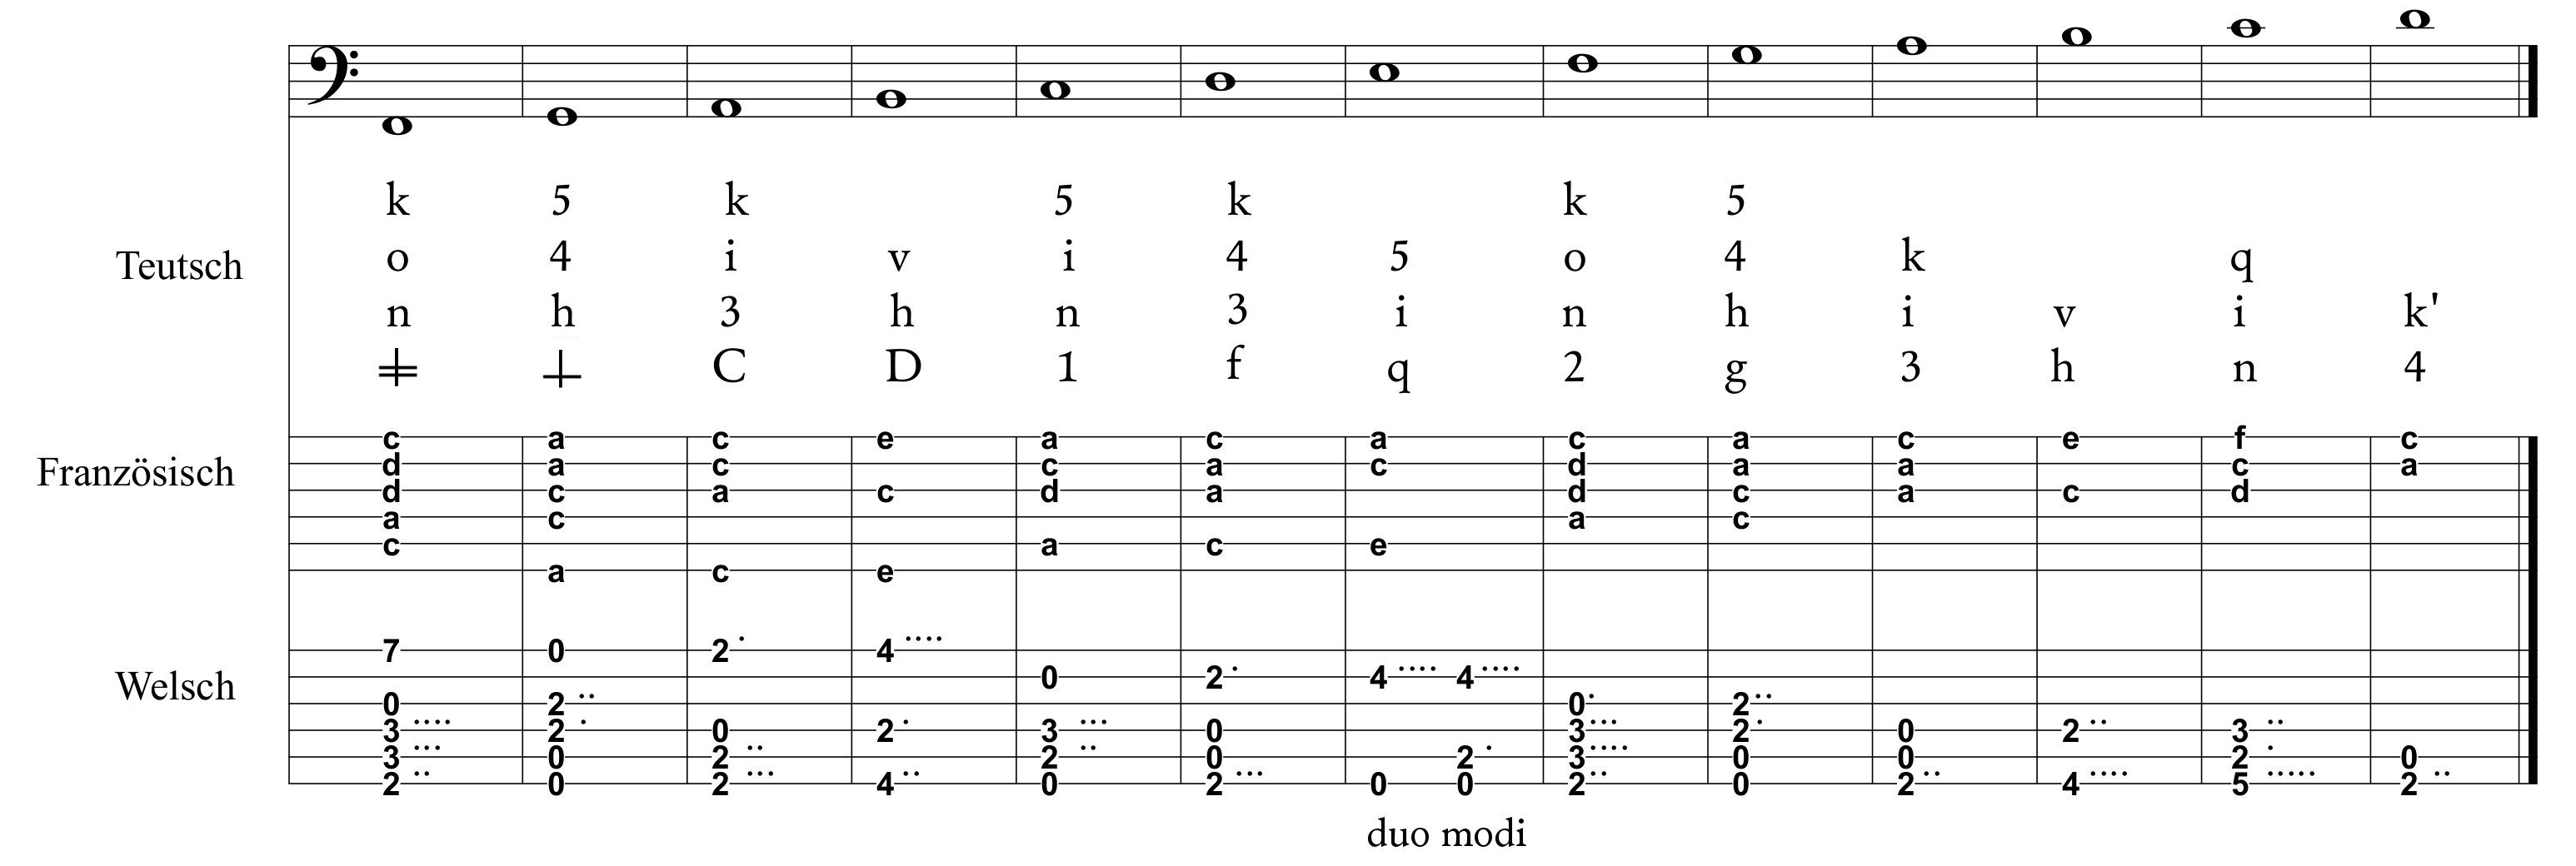 k 5 k 5 k k 5
Teutsch o 4 i v i 4 5 o 4 k q
n h 3 h n 3 i n h i v i k'
C D 1 f q 2 g 3 h n 4
c a c e a c a c a c e f c
Französisch d a c c a c d a a c a
d c a c d a d c a c d
a c a c
c a c e
a c e
7 0 2 · 4 ····
Welsch 0 2 · 4 ···· 4 ····
0 2 ·· 0 · 2 ··
3 ···· 2 · 0 2 · 3 ··· 0 3 ··· 2 · 0 2 ·· 3 ··
3 ··· 0 2 ·· 2 ·· 0 2 · 3 ···· 0 0 2 · 0
2 ·· 0 2 ··· 4 ·· 0 2 ··· 0 0 2 ·· 0 2 ·· 4 ···· 5 ····· 2 ··
duo modi